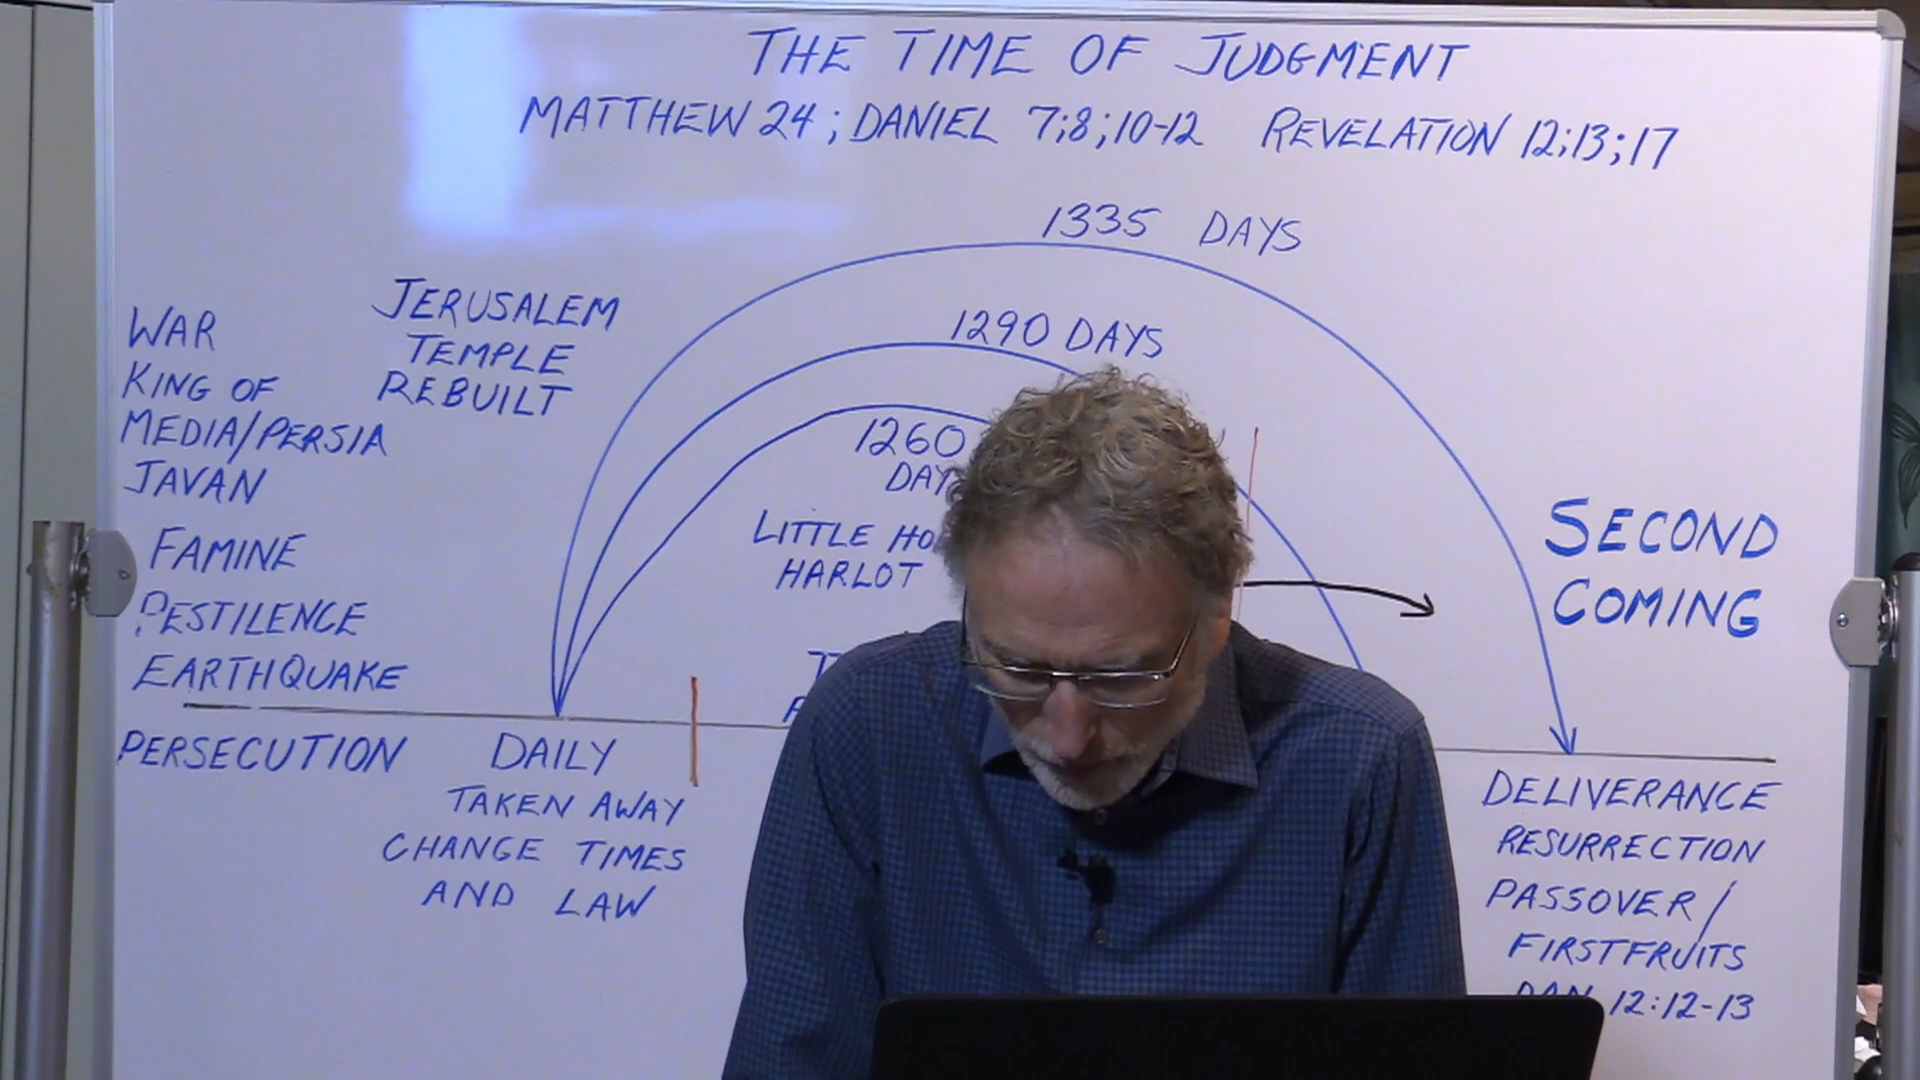 THE TIME OF JUDGMENT
MATTHEW 24; DANIEL 7;8;10-12 REVELATION 12;13;17
1335 DAYS
1290 DAYS
1260
JERUSALEM
TEMPLE
REBUILT
WAR
KING OF
MEDIA/PERSIA
JAVAN
FAMINE
PESTILENCE
EARTHQUAKE
PERSECUTION
LITTLE
HARLOT
SECOND
COMING
DAILY
TAKEN AWAY
CHANGE TIMES
AND LAW
DELIVERANCE
RESURRECTION
PASSOVER/
FIRSTFRUITS
DAN 12:12-13